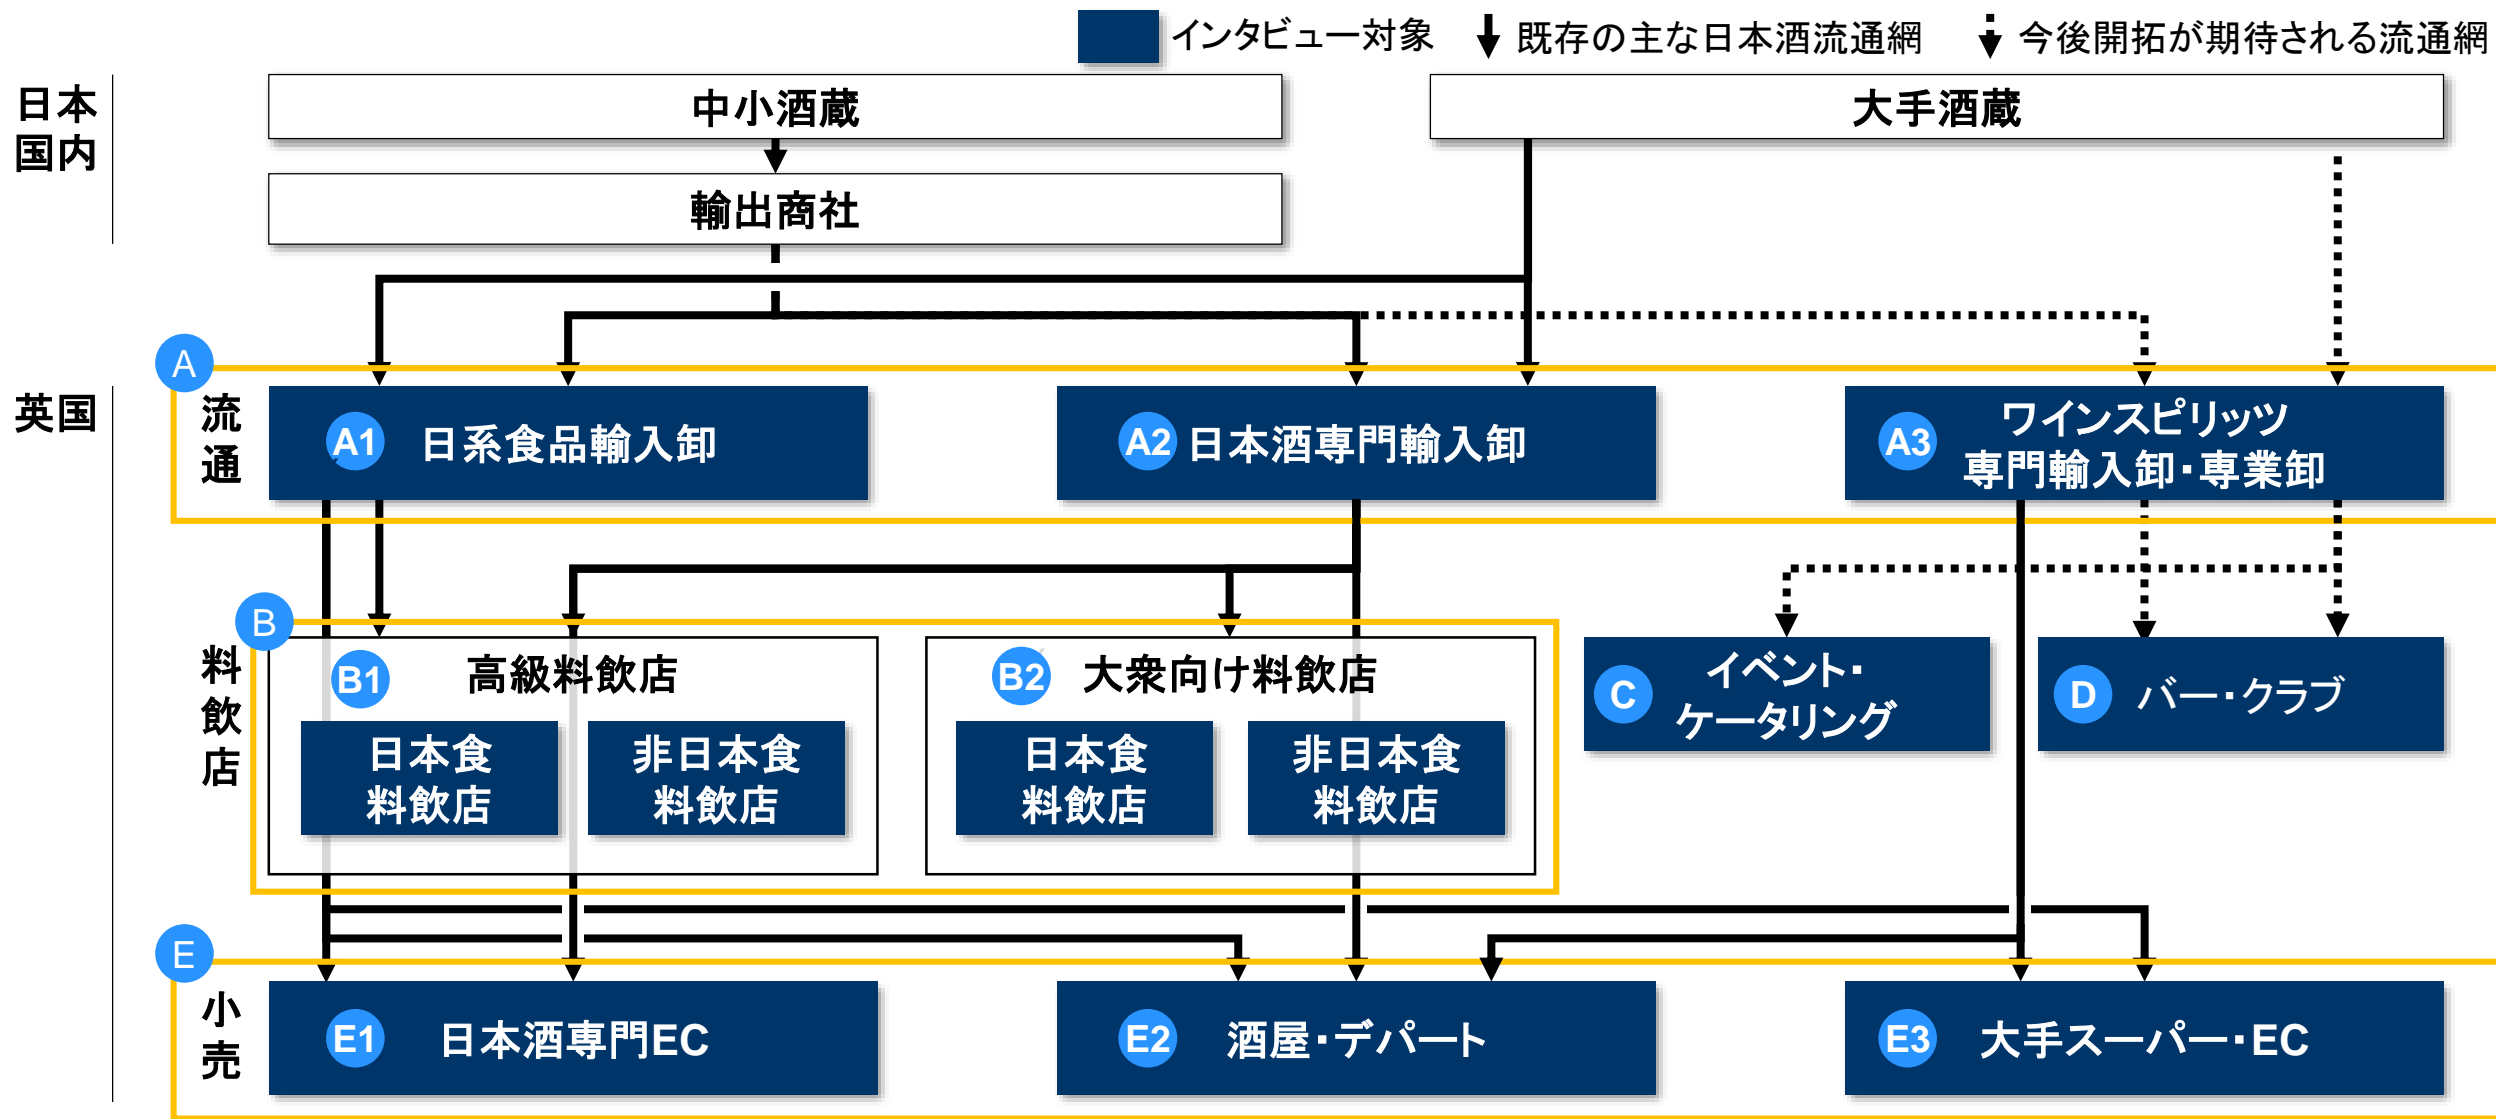 インタビュー対象
既存の主な日本酒流通網
今後開拓が期待される流通網
日本
国内
中小酒蔵
大手酒蔵
輸出商社
英国
A
流
通
A1 日系食品輸入卸
A2 日本酒専門輸入卸
A3
ワインスピリッツ
専門輸入卸・専業卸
B
料
飲
店
B1 高級料飲店
日本食
料飲店
非日本食
料飲店
B2 大衆向け料飲店
日本食
料飲店
非日本食
料飲店
C
イベント・
ケータリング
D バー・クラブ
E
小
売
E1 日本酒専門EC
E2 酒屋・デパート
E3 大手スーパー・EC